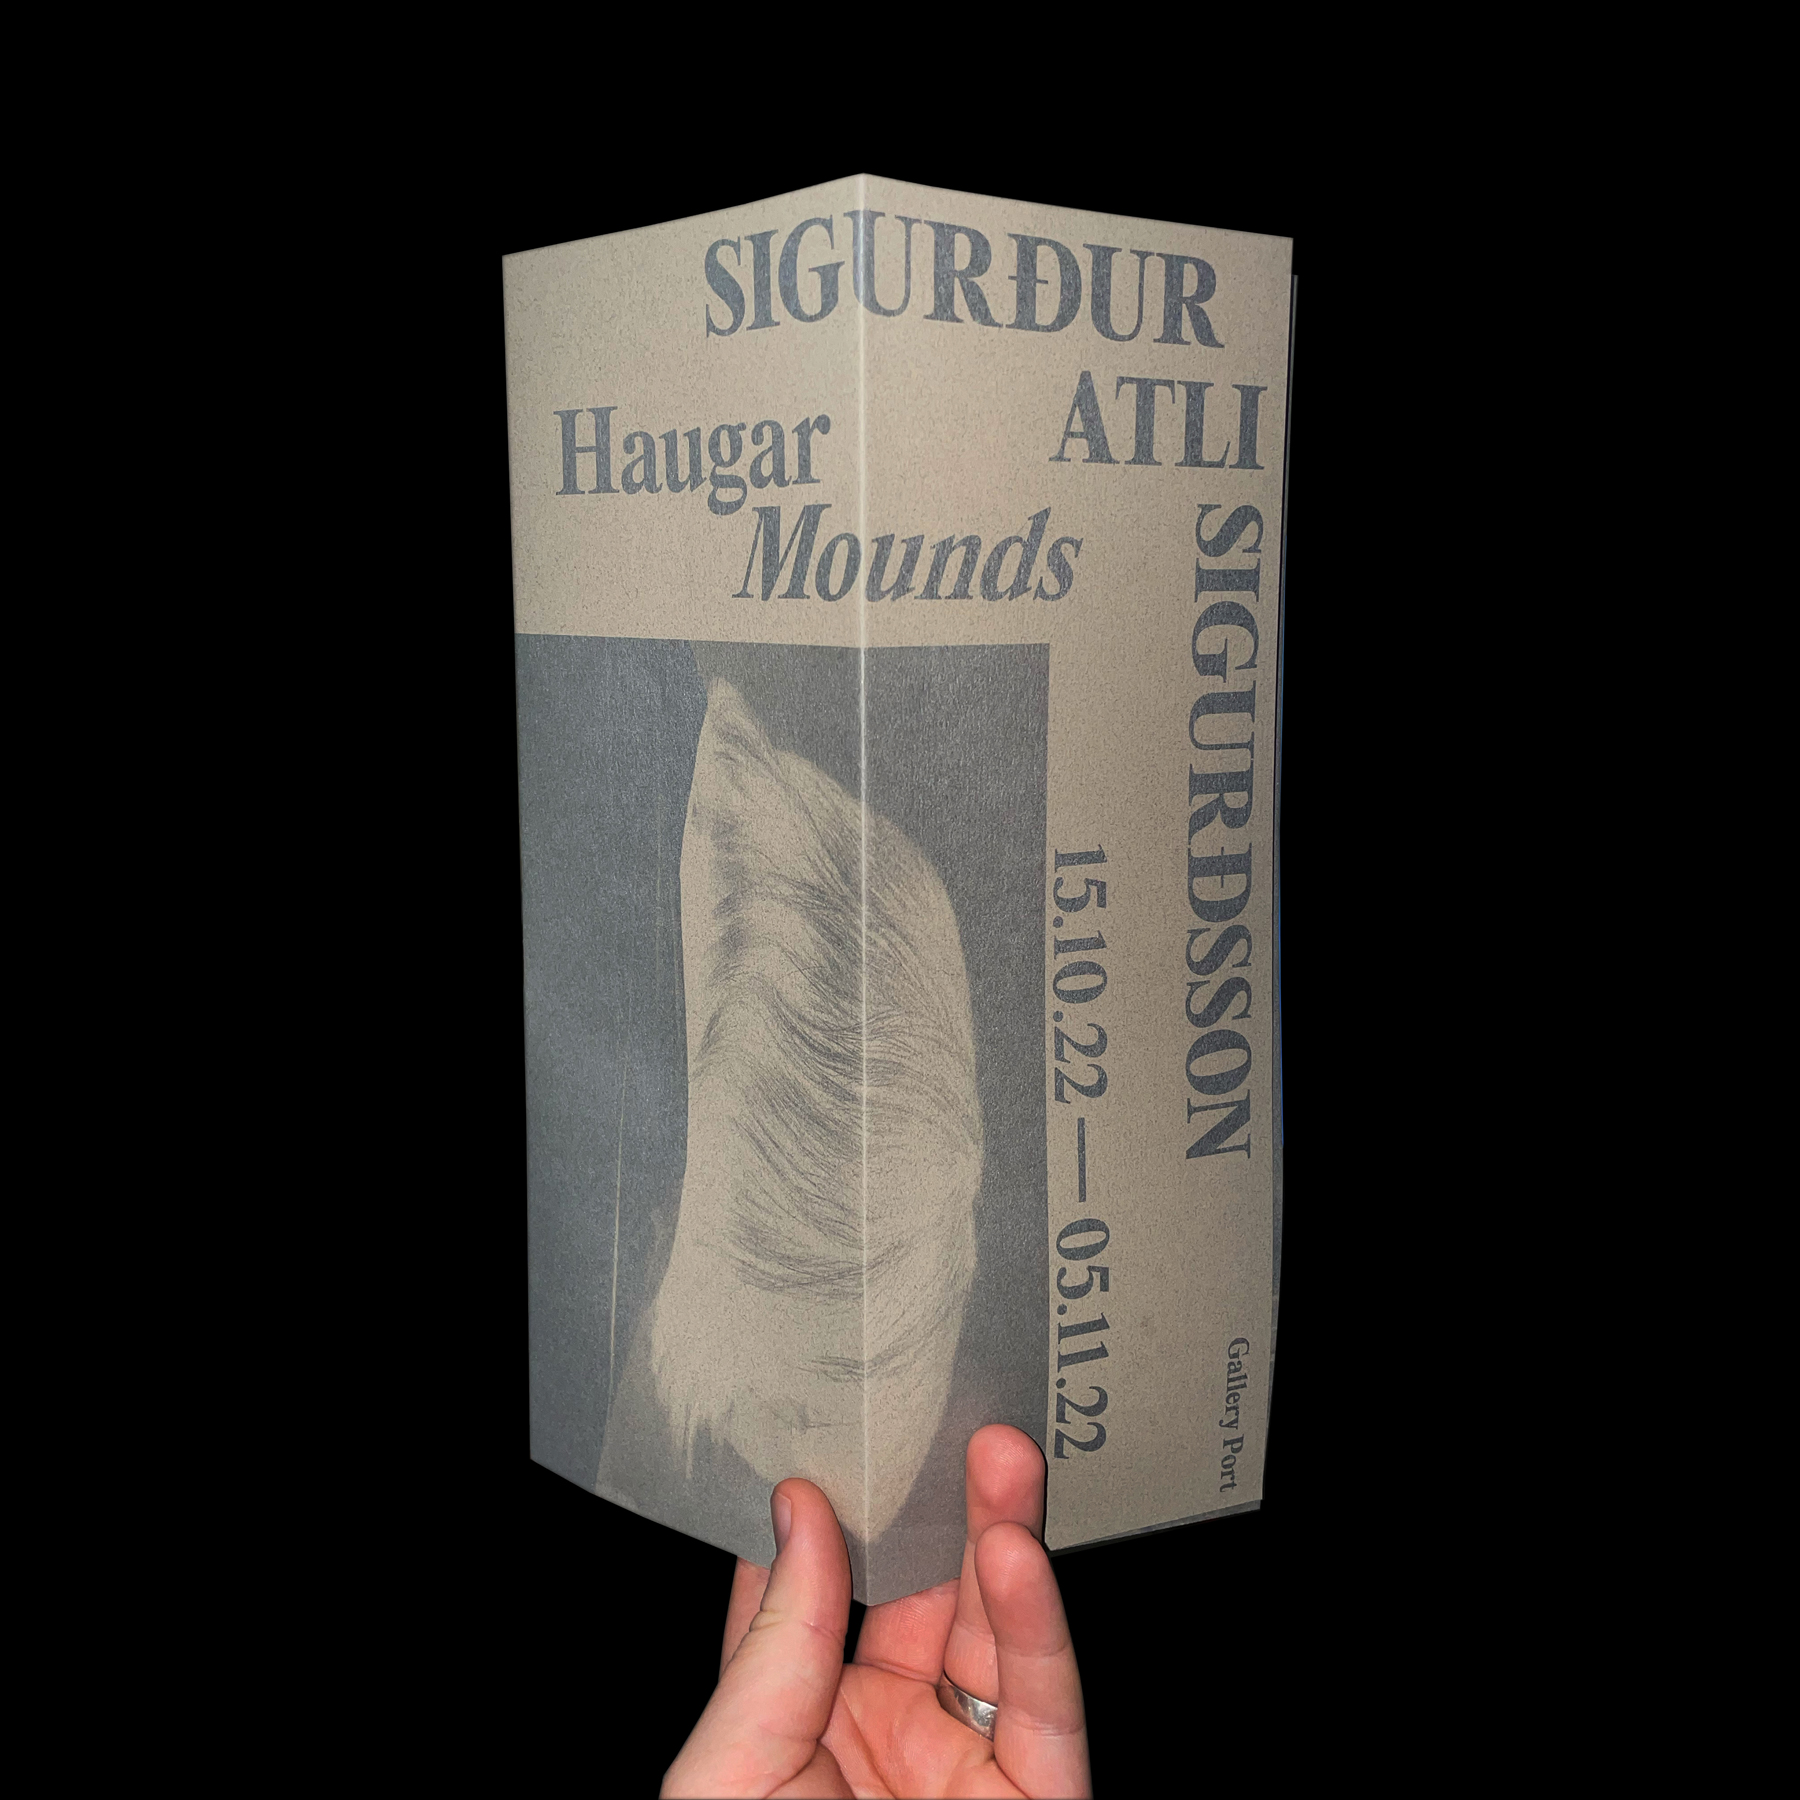 SIGURÐUR
ATLI
SIGURÐSSON
Haugar
Mounds
15.10.22 — 05.11.22
Gallery Port